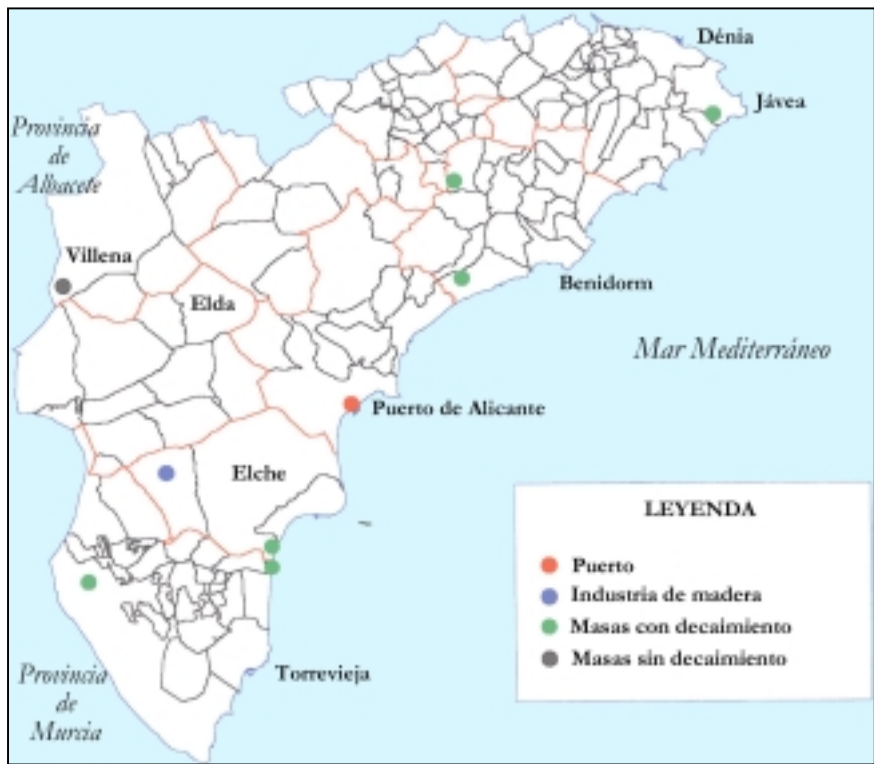 Dénia
Jávea
Provincia
de
Albacete
Villena
Elda
Benidorm
Mar Mediterráneo
Puerto de Alicante
Elche
LEYENDA
Puerto
Industria de madera
Masas con decaimiento
Masas sin decaimiento
Torrevieja
Provincia
de
Murcia